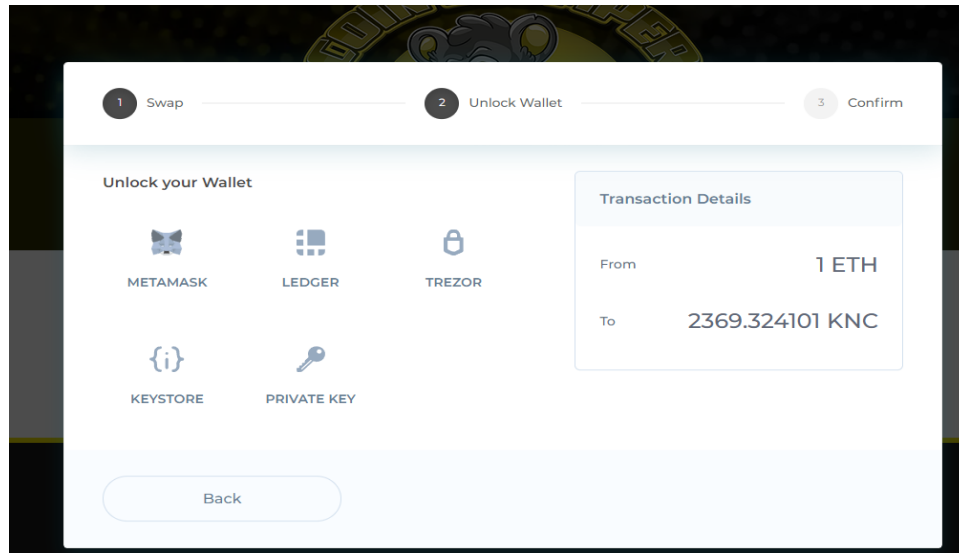 1 Swap 2 Unlock Wallet 3 Confirm
Unlock your Wallet
METAMASK LEDGER TREZOR
KEYSTORE PRIVATE KEY
Transaction Details
From 1 ETH
To 2369.324101 KNC
Back